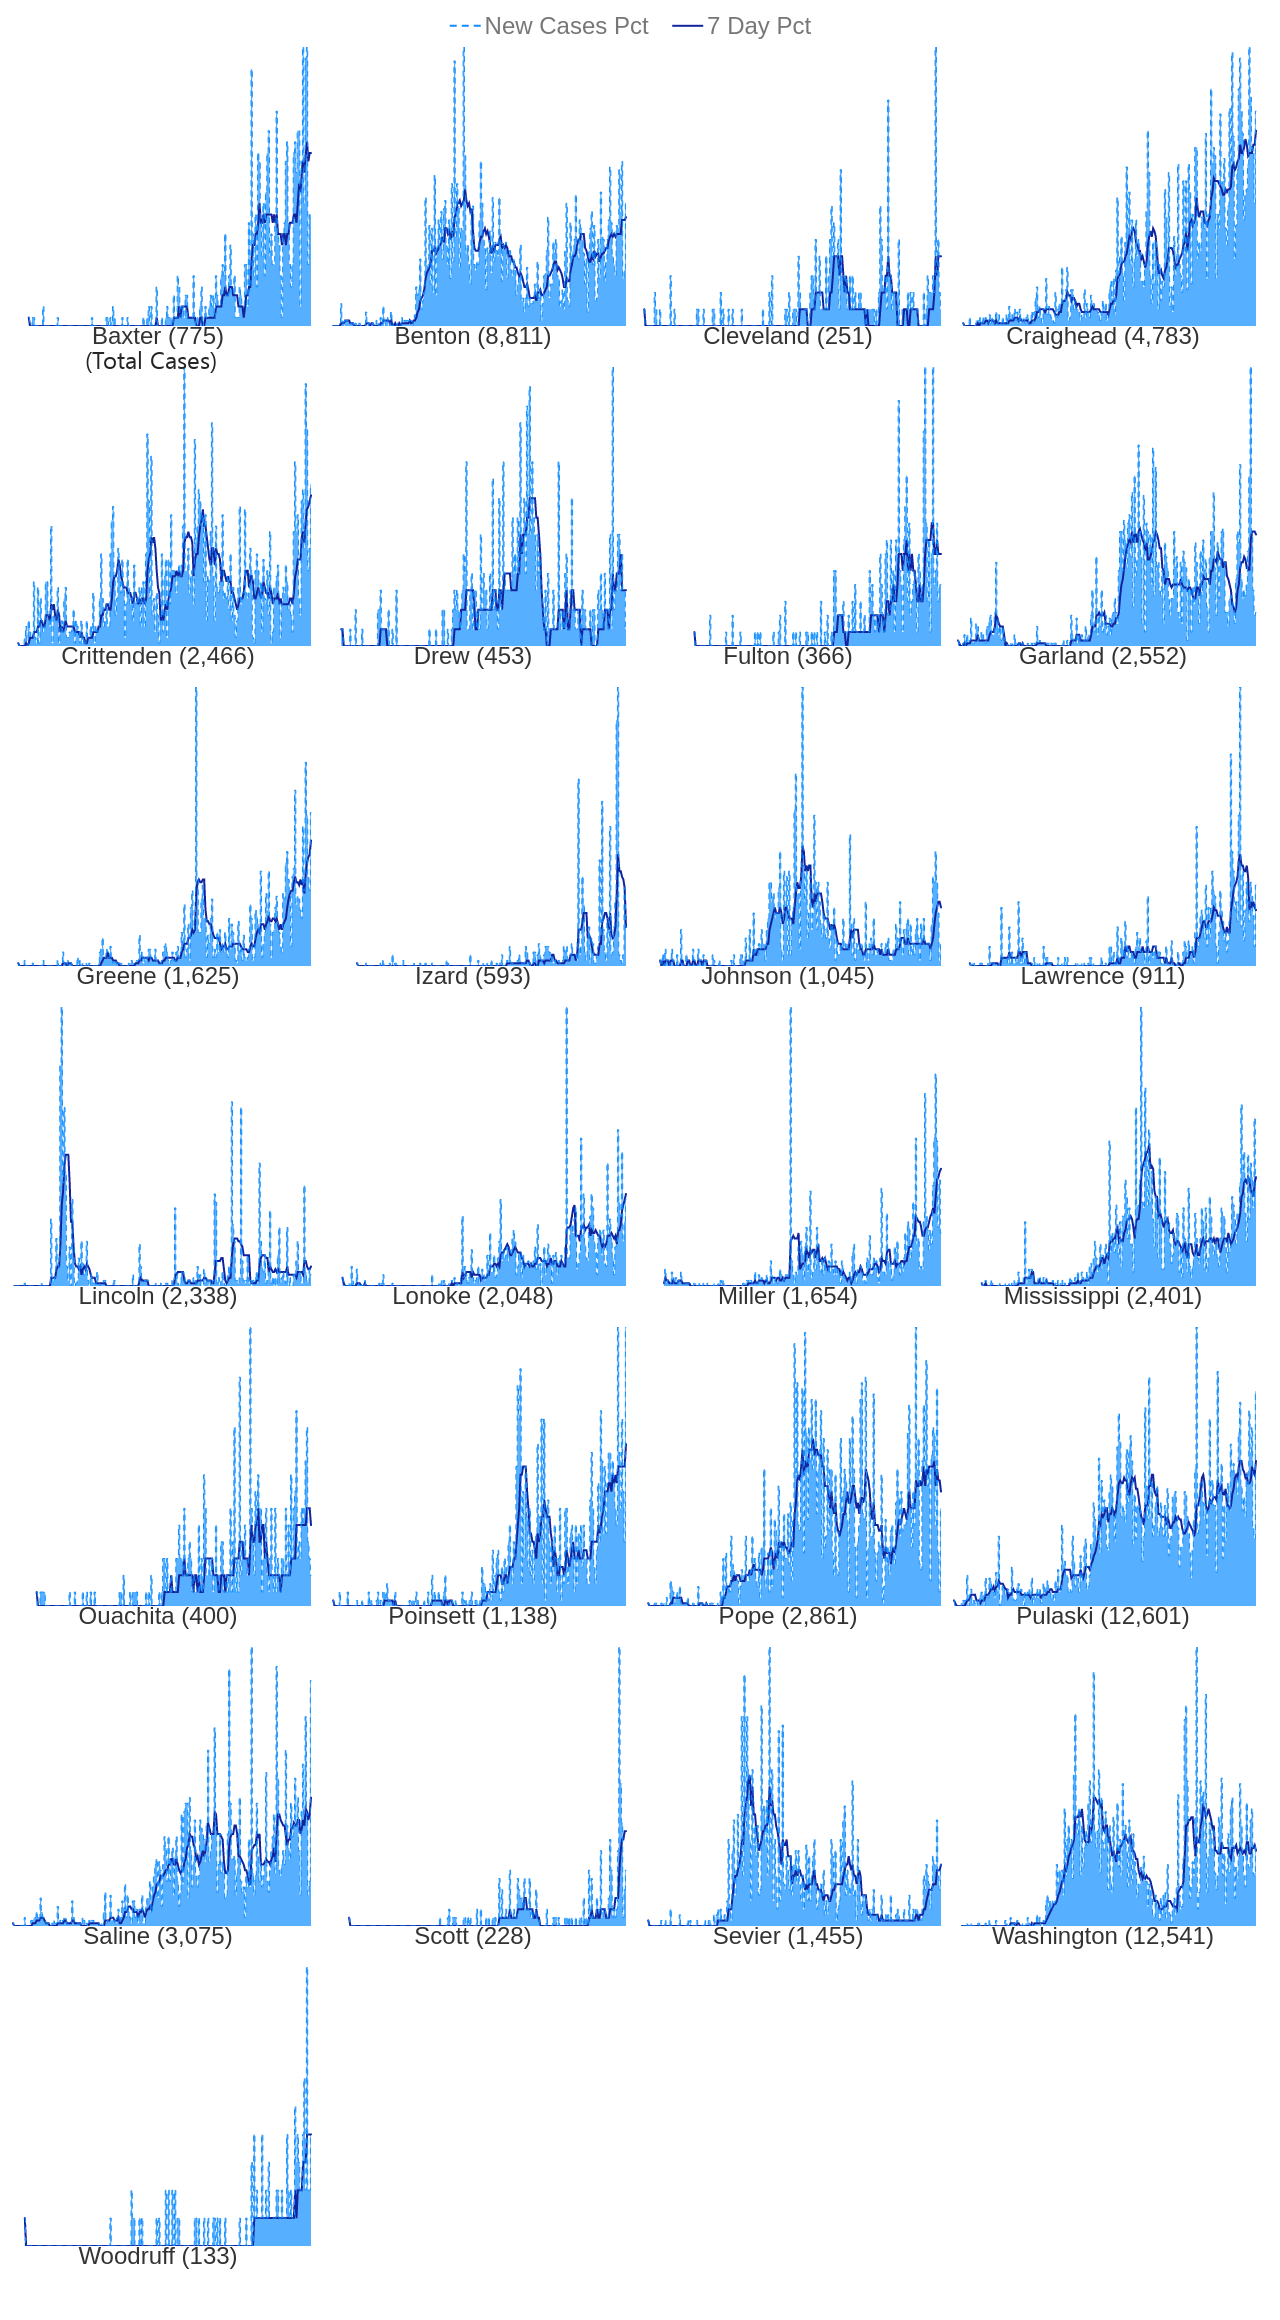 New Cases Pct 7 Day Pct
Baxter (775) Benton (8,811) Cleveland (251) Craighead (4,783)
(Total Cases)
Crittenden (2,466) Drew (453) Fulton (366) Garland (2,552)
Greene (1,625) Izard (593) Johnson (1,045) Lawrence (911)
Lincoln (2,338) Lonoke (2,048) Miller (1,654) Mississippi (2,401)
Ouachita (400) Poinsett (1,138) Pope (2,861) Pulaski (12,601)
Saline (3,075) Scott (228) Sevier (1,455) Washington (12,541)
Woodruff (133)